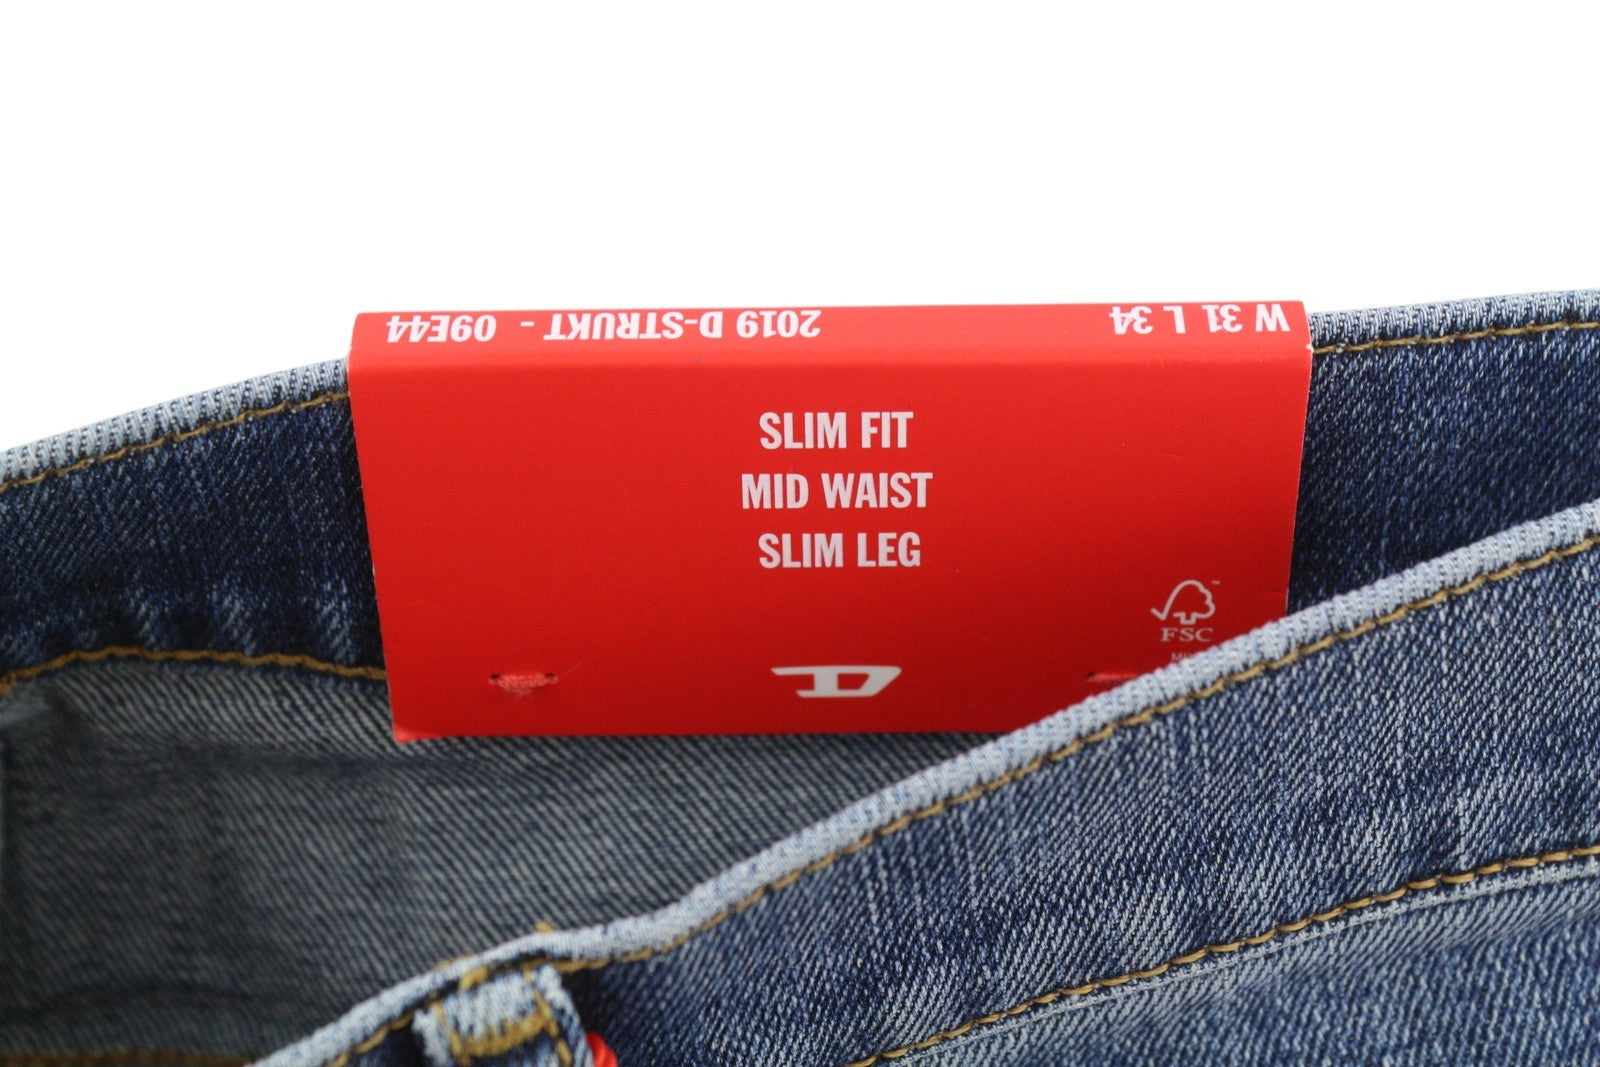 W 31 L 34 2019 D-STRUKT - 09E44
SLIM FIT
MID WAIST
SLIM LEG
FSC
D